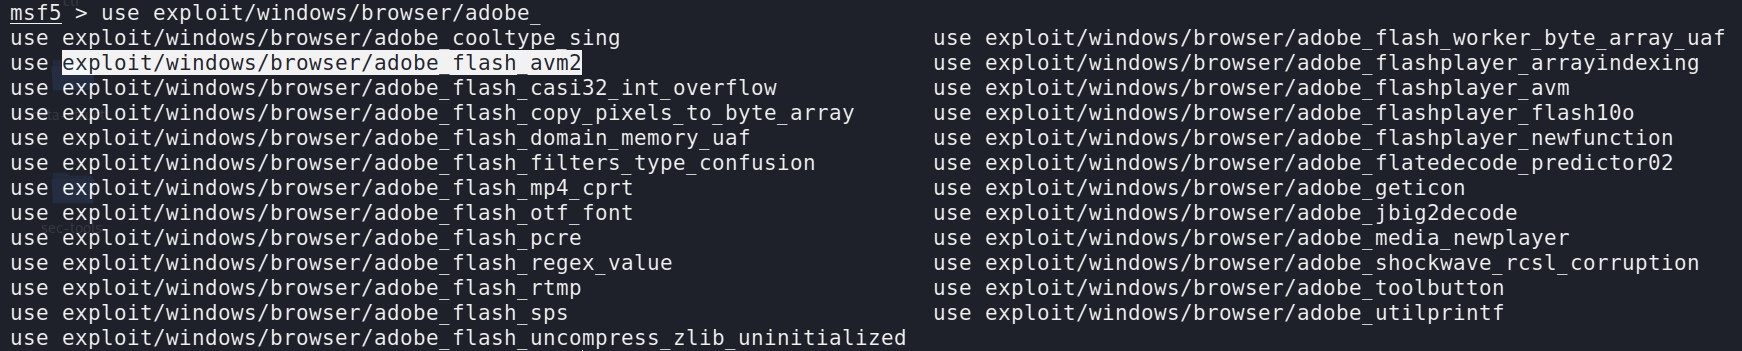 msf5 > use exploit/windows/browser/adobe_
use exploit/windows/browser/adobe_cooltype_sing use exploit/windows/browser/adobe_flash_worker_byte_array_uaf
use exploit/windows/browser/adobe_flash_avm2 use exploit/windows/browser/adobe_flashplayer_arrayindexing
use exploit/windows/browser/adobe_flash_casi32_int_overflow use exploit/windows/browser/adobe_flashplayer_avm
use exploit/windows/browser/adobe_flash_copy_pixels_to_byte_array use exploit/windows/browser/adobe_flashplayer_flash10o
use exploit/windows/browser/adobe_flash_domain_memory_uaf use exploit/windows/browser/adobe_flashplayer_newfunction
use exploit/windows/browser/adobe_flash_filters_type_confusion use exploit/windows/browser/adobe_flatedecode_predictor02
use exploit/windows/browser/adobe_flash_mp4_cprt use exploit/windows/browser/adobe_geticon
use exploit/windows/browser/adobe_flash_otf_font use exploit/windows/browser/adobe_jbig2decode
use exploit/windows/browser/adobe_flash_pcre use exploit/windows/browser/adobe_media_newplayer
use exploit/windows/browser/adobe_flash_regex_value use exploit/windows/browser/adobe_shockwave_rcsl_corruption
use exploit/windows/browser/adobe_flash_rtmp use exploit/windows/browser/adobe_toolbutton
use exploit/windows/browser/adobe_flash_sps use exploit/windows/browser/adobe_utilprintf
use exploit/windows/browser/adobe_flash_uncompress_zlib_uninitialized